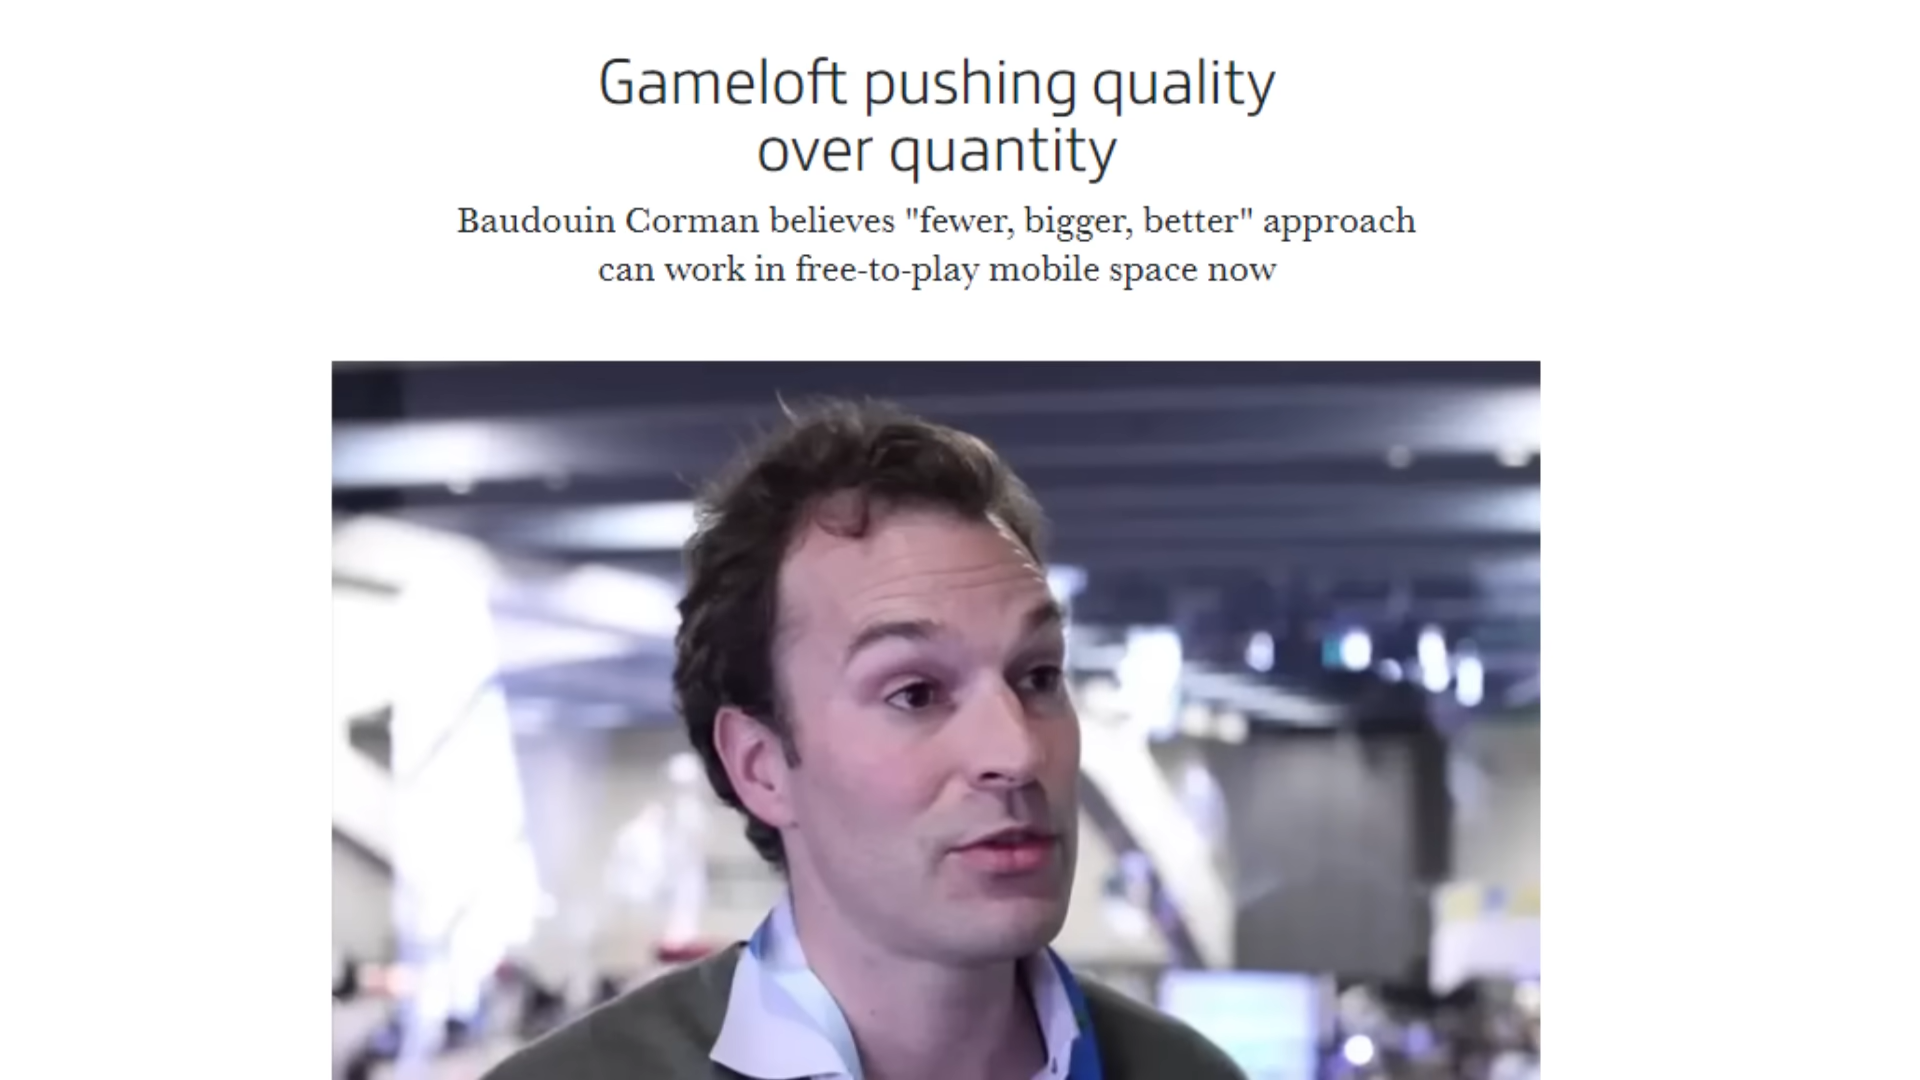 Gameloft pushing quality
over quantity
Baudouin Corman believes "fewer, bigger, better" approach
can work in free-to-play mobile space now